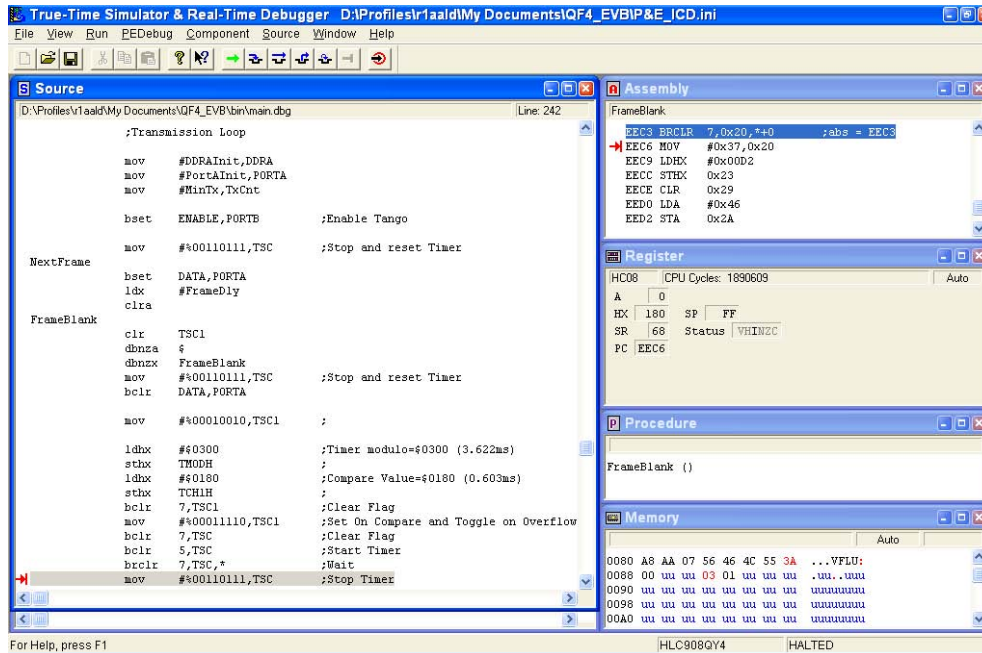 True-Time Simulator & Real-Time Debugger D:\Profiles\r1aald\My Documents\QF4_EVB\P&E_ICD.ini
File View Run PEDebug Component Source Window Help
Source
D:\Profiles\r1aald\My Documents\QF4_EVB\bin\main.dbg Line: 242
;Transmission Loop
mov #DDRAInit,DDRA
mov #PortAInit,PORTA
mov #MinTx,TxCnt
bset ENABLE,PORTB ;Enable Tango
mov #%00110111,TSC ;Stop and reset Timer
NextFrame
bset DATA,PORTA
ldx #FrameDly
clra
FrameBlank
clr TSC1
dbnza $
dbnzx FrameBlank
mov #%00110111,TSC ;Stop and reset Timer
bclr DATA,PORTA
mov #%00010010,TSC1 ;
ldhx #$0300 ;Timer modulo=$0300 (3.622ms)
sthx TMODH ;
ldhx #$0180 ;Compare Value=$0180 (0.603ms)
sthx TCH1H ;
bclr 7,TSC1 ;Clear Flag
mov #%00011110,TSC1 ;Set On Compare and Toggle on Overflow
bclr 7,TSC ;Clear Flag
bclr 5,TSC ;Start Timer
brclr 7,TSC,* ;Wait
mov #%00110111,TSC ;Stop Timer
Assembly
FrameBlank
EEC3 BRCLR 7,0x20,*+0 ;abs = EEC3
EEC6 MOV #0x37,0x20
EEC9 LDHX #0x00D2
EECC STHX 0x23
EECE CLR 0x29
EED0 LDA #0x46
EED2 STA 0x2A
Register
HC08 CPU Cycles: 1890609 Auto
A 0
HX 180 SP FF
SR 68 Status VHINZC
PC EEC6
Procedure
FrameBlank ()
Memory
Auto
0080 A8 AA 07 56 46 4C 55 3A ...VFLU:
0088 00 uu uu 03 01 uu uu uu .uu..uuu
0090 uu uu uu uu uu uu uu uu uuuuuuuu
0098 uu uu uu uu uu uu uu uu uuuuuuuu
00A0 uu uu uu uu uu uu uu uu uuuuuuuu
For Help, press F1 HLC908QY4 HALTED